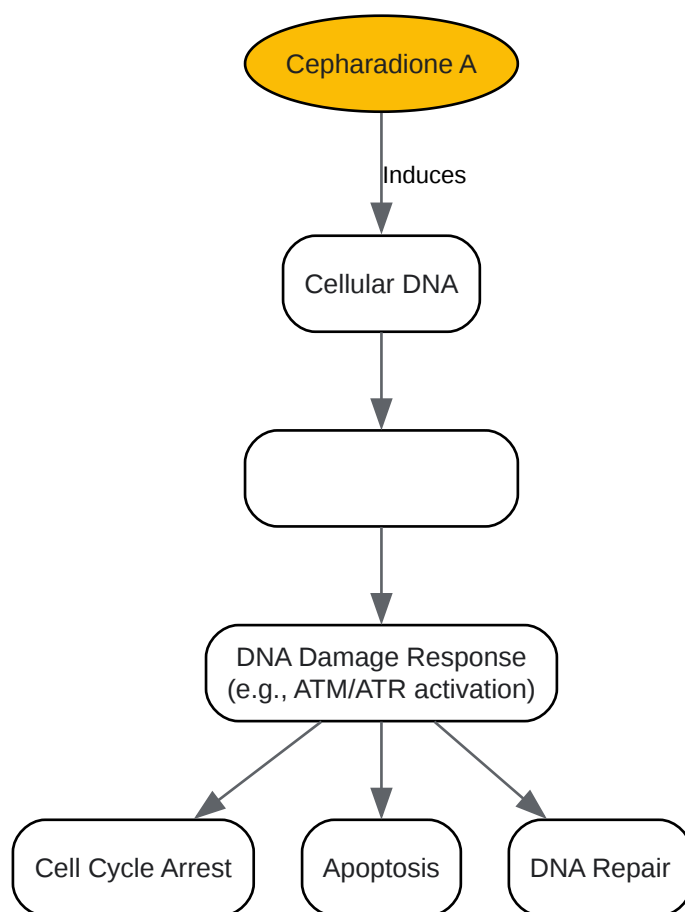 Cepharadione A
Induces
Cellular DNA
DNA Damage Response
(e.g., ATM/ATR activation)
Cell Cycle Arrest
Apoptosis
DNA Repair